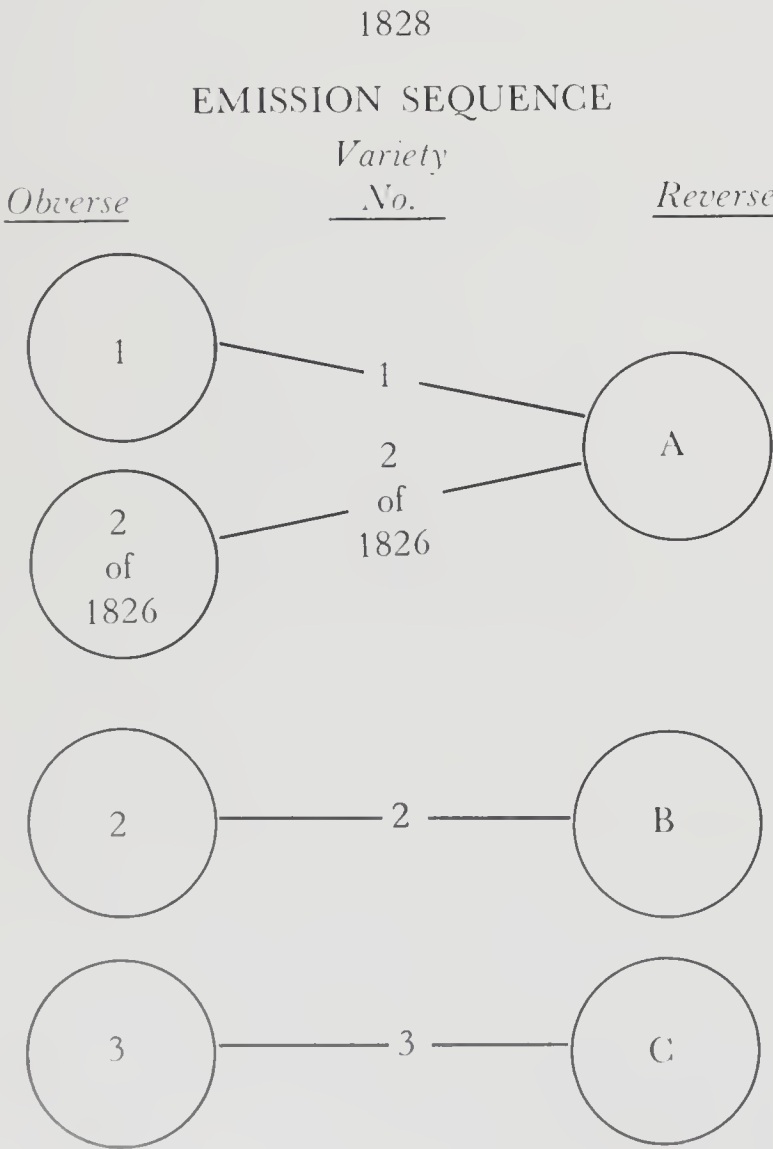 1828
EMISSION SEQUENCE
Variety
Obverse No. Reverse
1
1
A
2
of
1826
2
of
1826
2 2 B
3 3 C